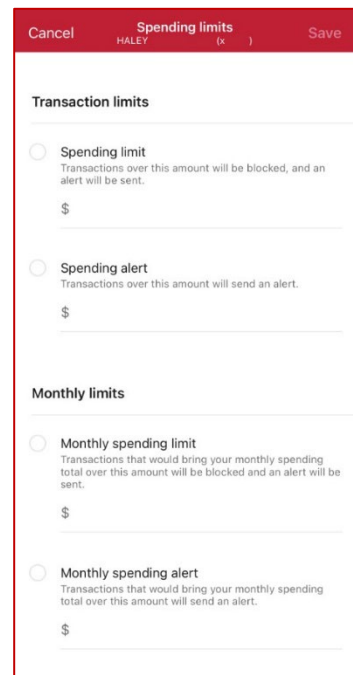 Cancel Spending limits Save
HALEY (x )
Transaction limits
Spending limit
Transactions over this amount will be blocked, and an
alert will be sent.
$
Spending alert
Transactions over this amount will send an alert.
$
Monthly limits
Monthly spending limit
Transactions that would bring your monthly spending
total over this amount will be blocked and an alert will be
sent.
$
Monthly spending alert
Transactions that would bring your monthly spending
total over this amount will send an alert.
$